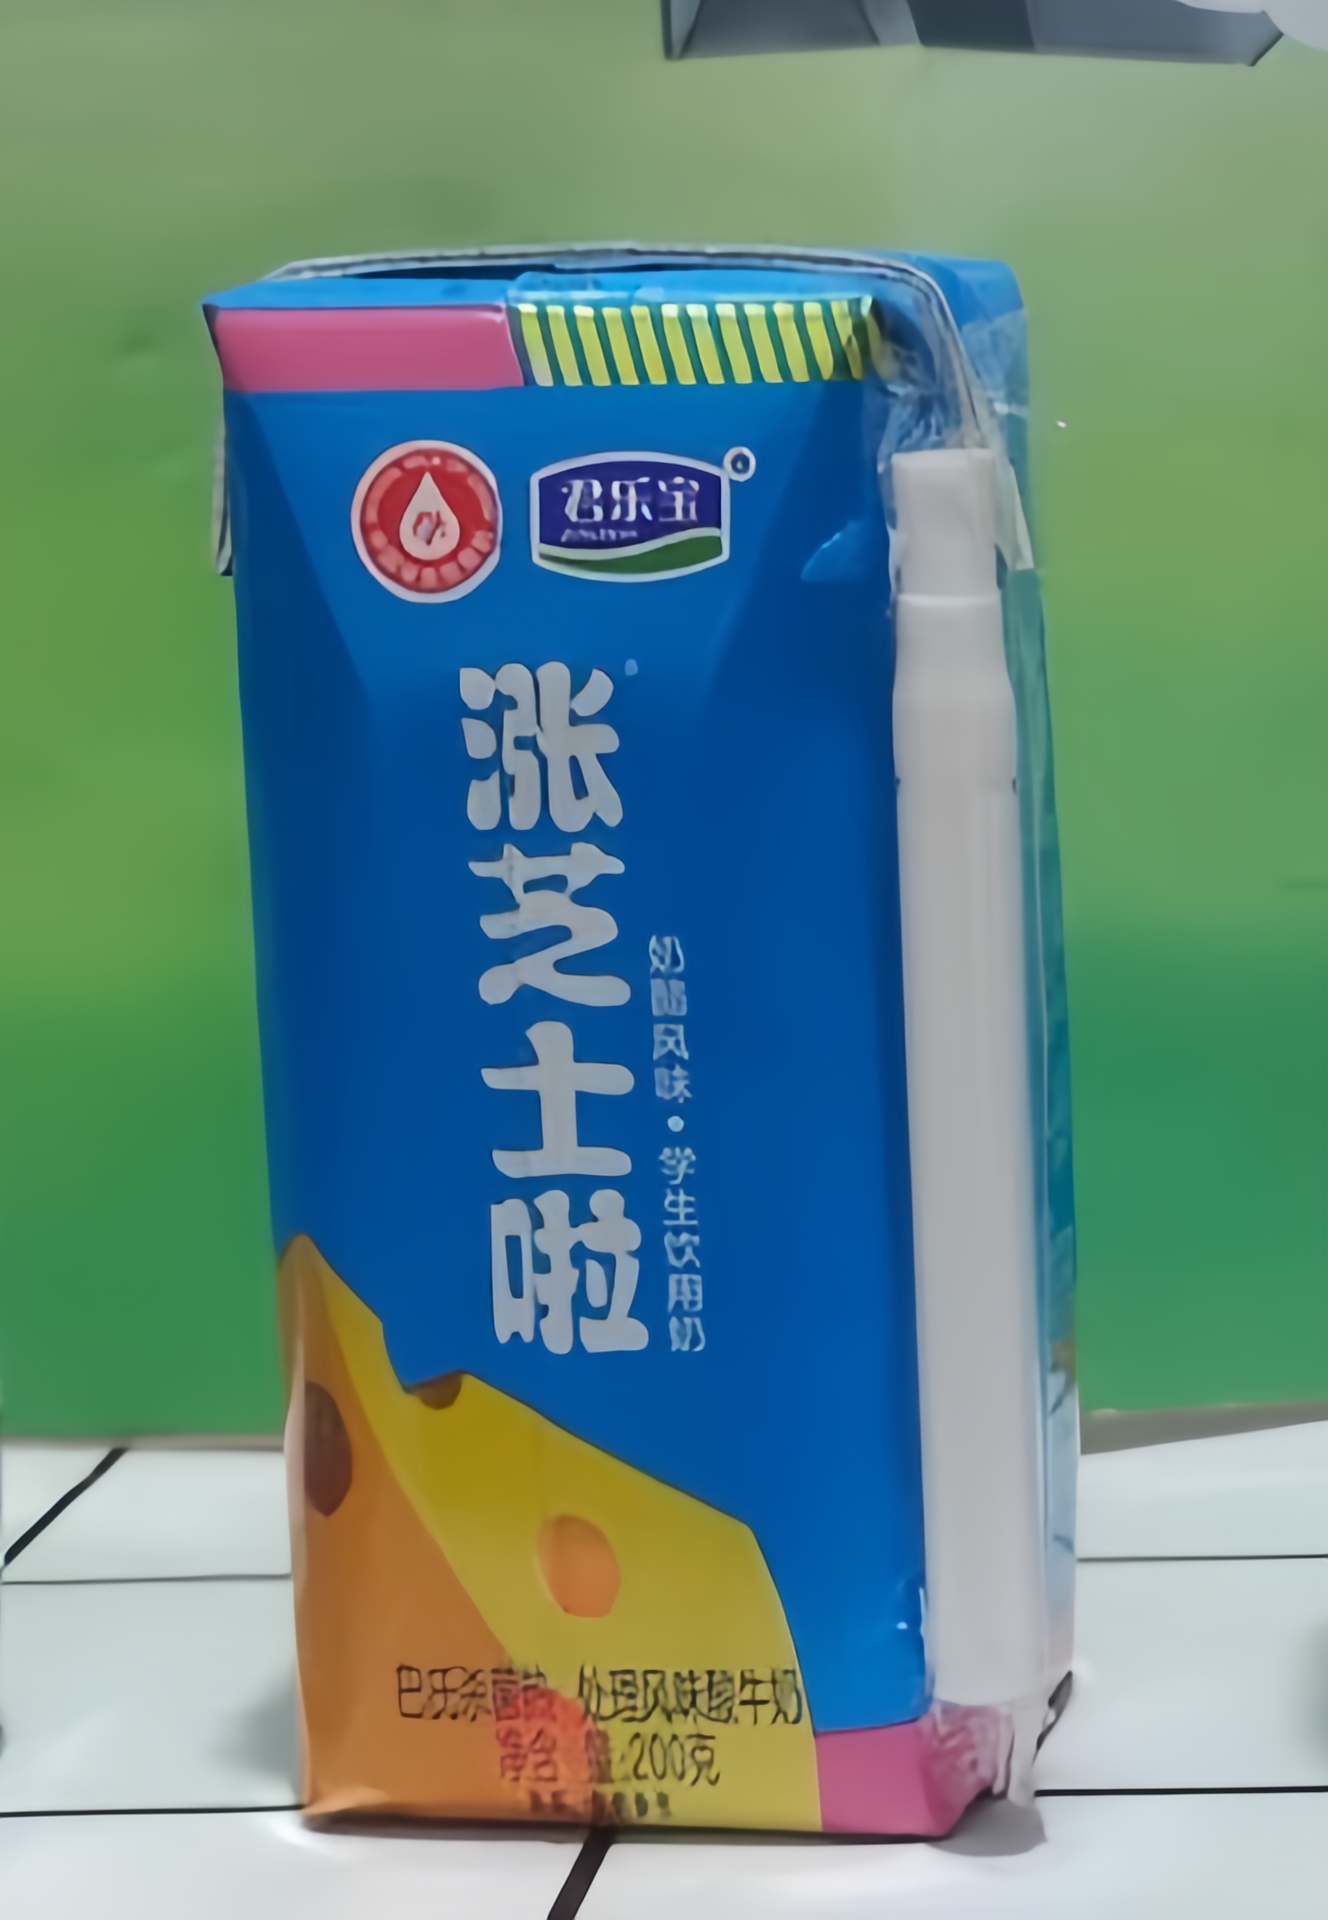 君乐宝
涨芝士啦
奶酪风味·学生饮用奶
巴氏杀菌热处理风味酸牛奶
净含量:200克